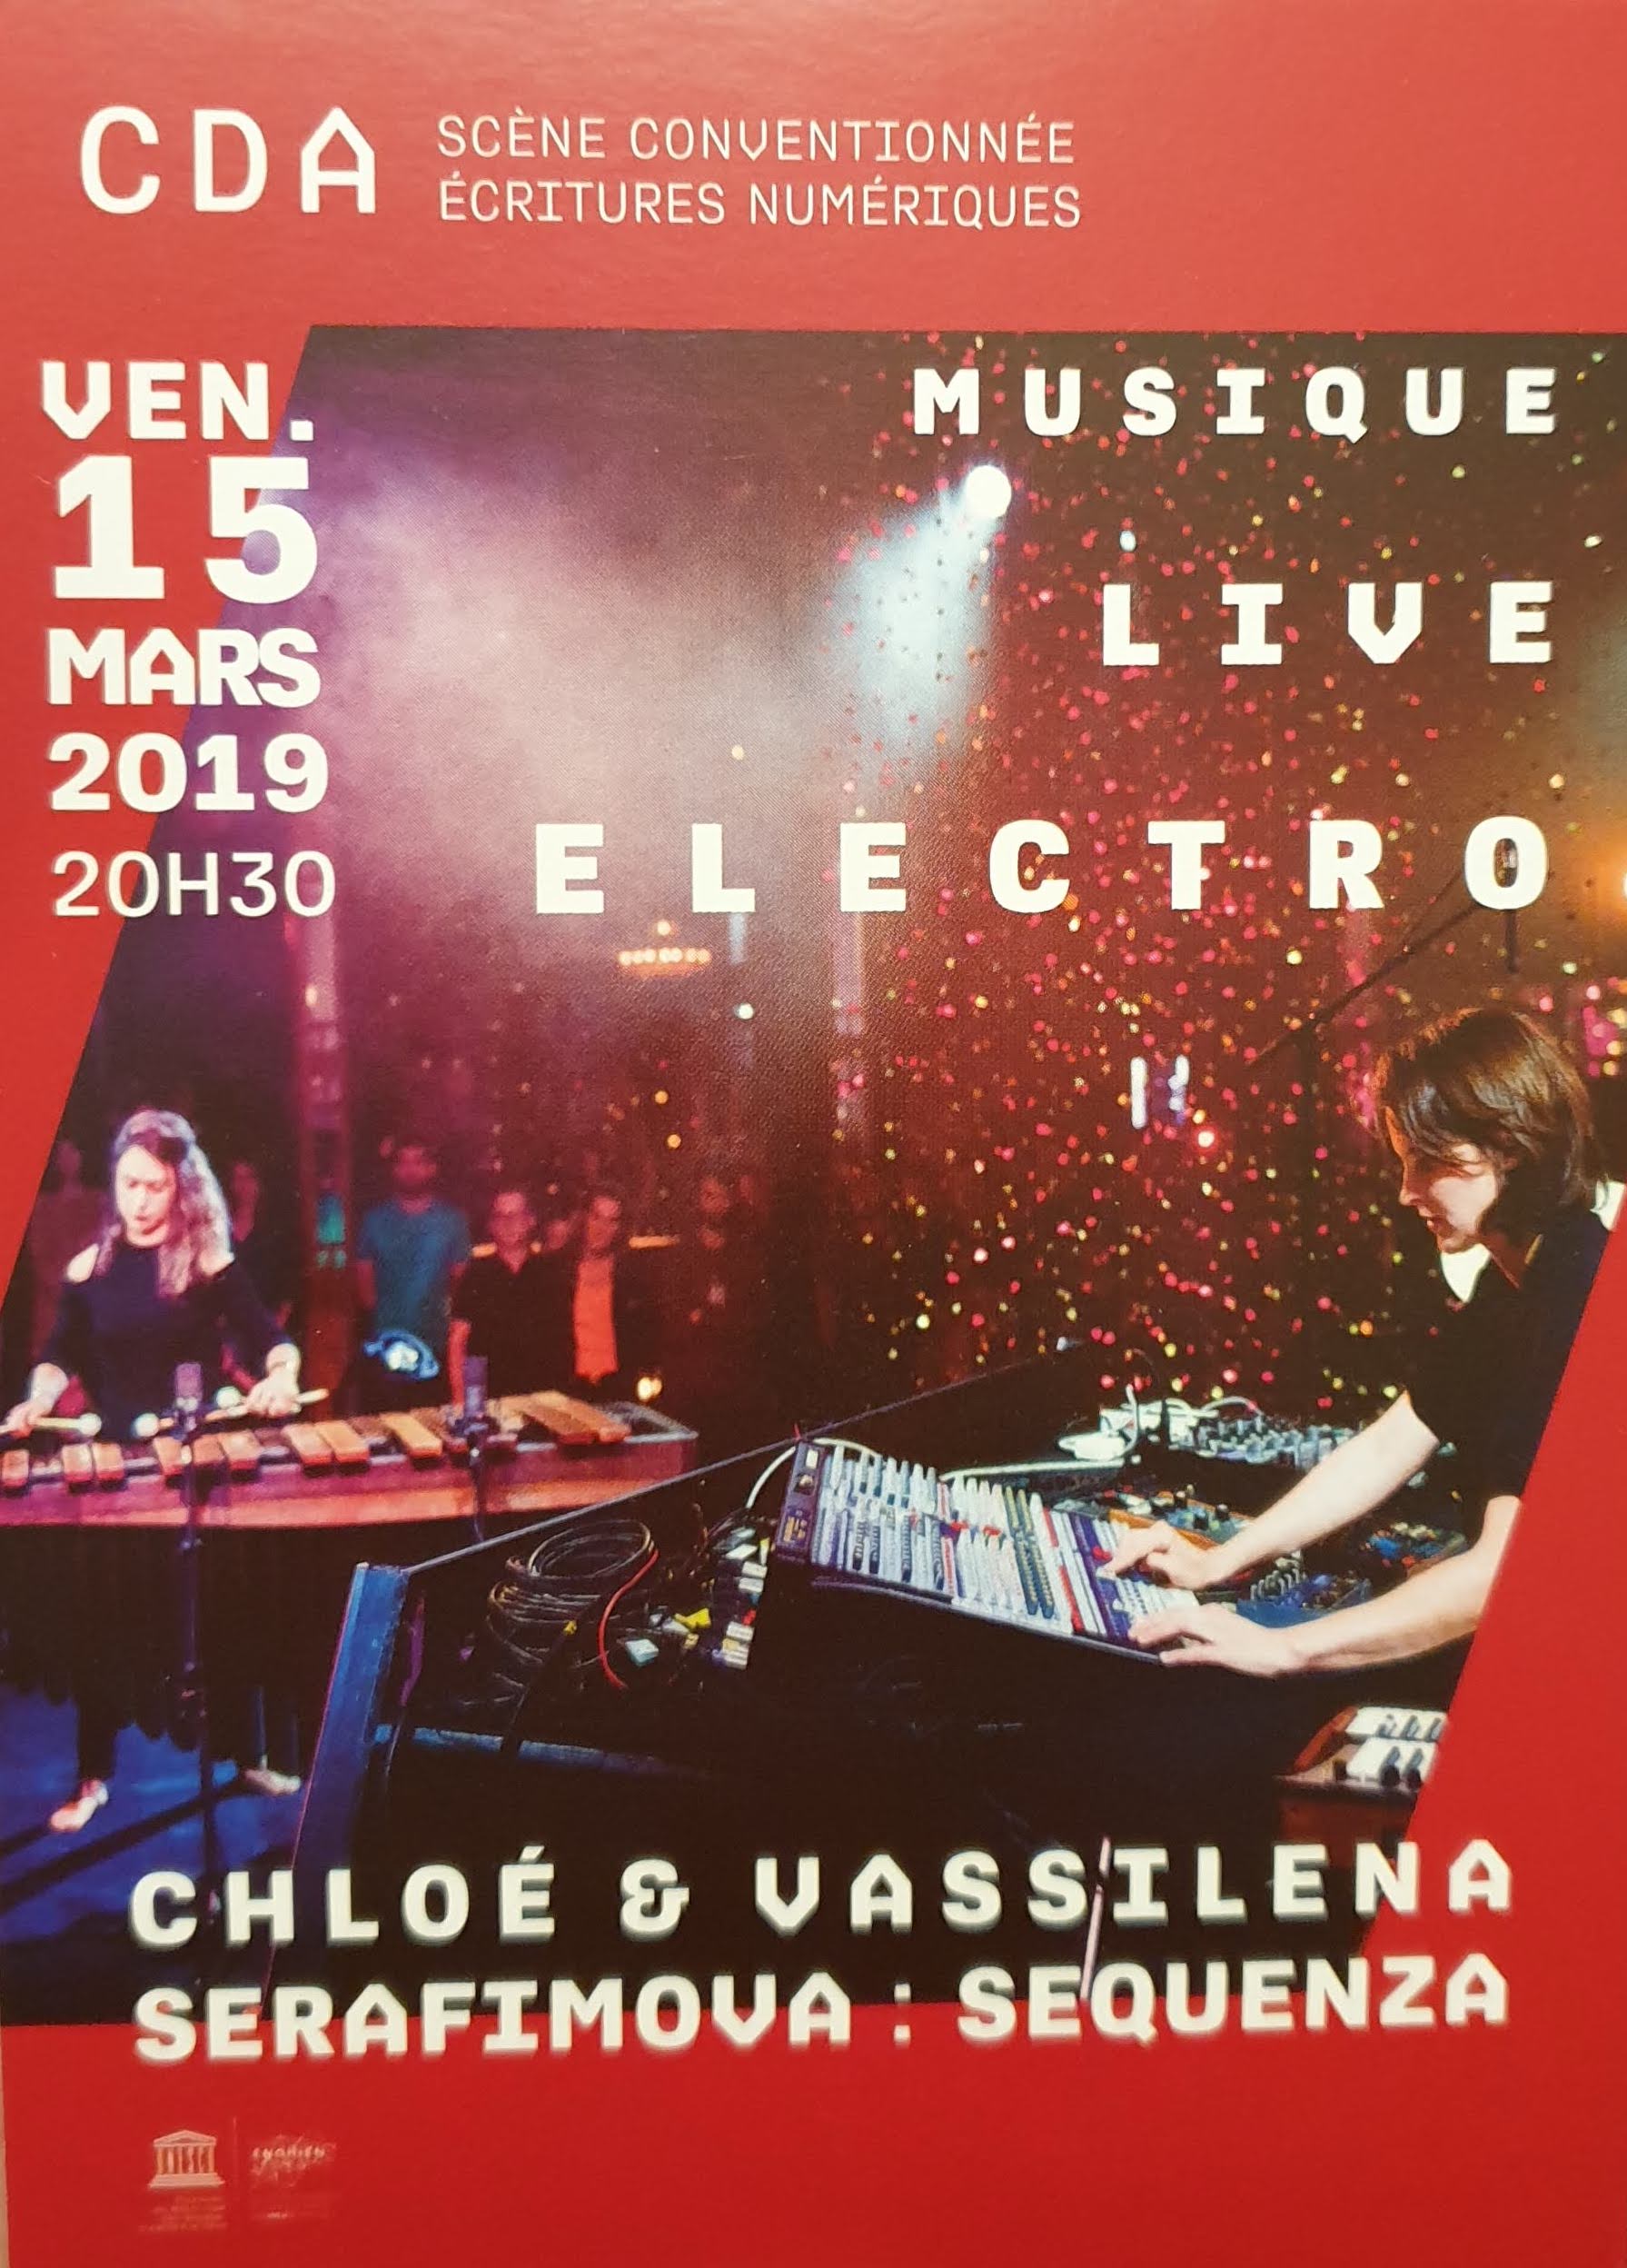 CDA
SCÈNE CONVENTIONNÉE
ÉCRITURES NUMÉRIQUES
VEN.
15
MARS
2019
20H30
MUSIQUE
LIVE
ELECTRO
CHLOÉ & VASSILENA
SERAFIMOVA : SEQUENZA